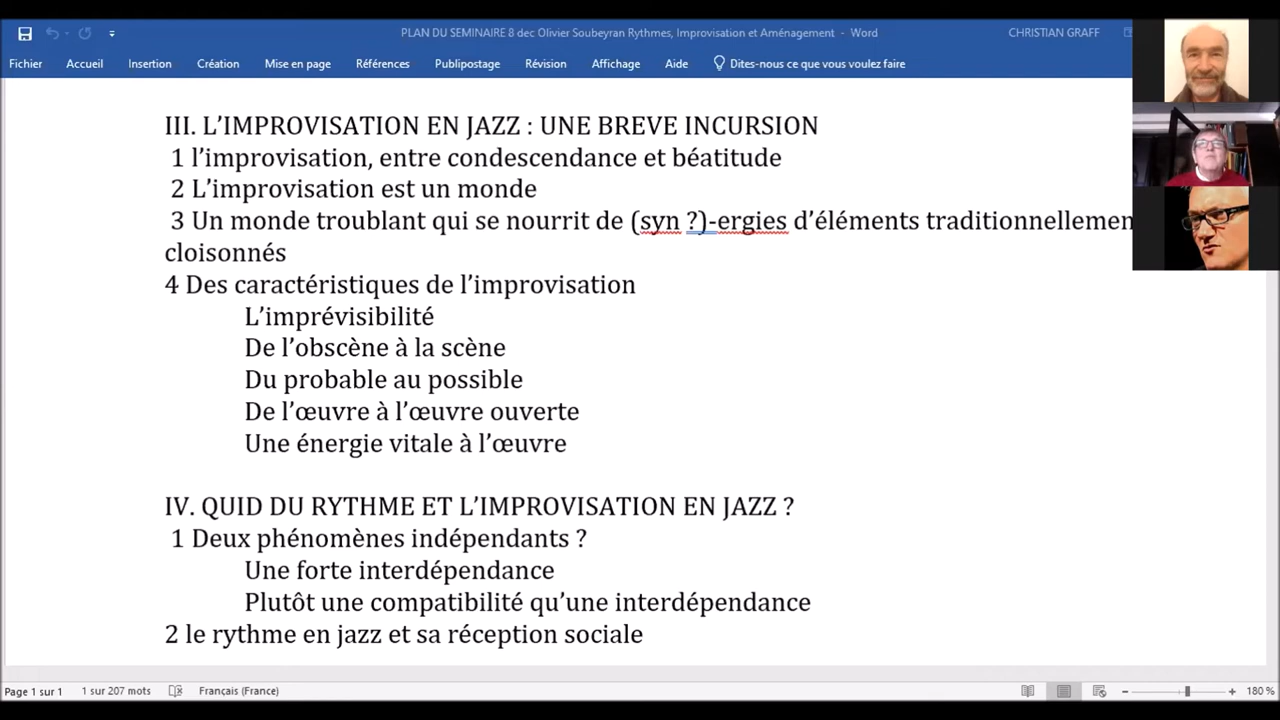 PLAN DU SEMINAIRE 8 dec Olivier Soubeyran Rythmes, Improvisation et Aménagement - Word
CHRISTIAN GRAFF
Fichier Accueil Insertion Création Mise en page Références Publipostage Révision Affichage Aide Dites-nous ce que vous voulez faire
III. L’IMPROVISATION EN JAZZ : UNE BREVE INCURSION
1 l’improvisation, entre condescendance et béatitude
2 L’improvisation est un monde
3 Un monde troublant qui se nourrit de (syn ?)-ergies d’éléments traditionnellemen
cloisonnés
4 Des caractéristiques de l’improvisation
L’imprévisibilité
De l’obscène à la scène
Du probable au possible
De l’œuvre à l’œuvre ouverte
Une énergie vitale à l’œuvre
IV. QUID DU RYTHME ET L’IMPROVISATION EN JAZZ ?
1 Deux phénomènes indépendants ?
Une forte interdépendance
Plutôt une compatibilité qu’une interdépendance
2 le rythme en jazz et sa réception sociale
Page 1 sur 1 1 sur 207 mots Français (France) 180 %